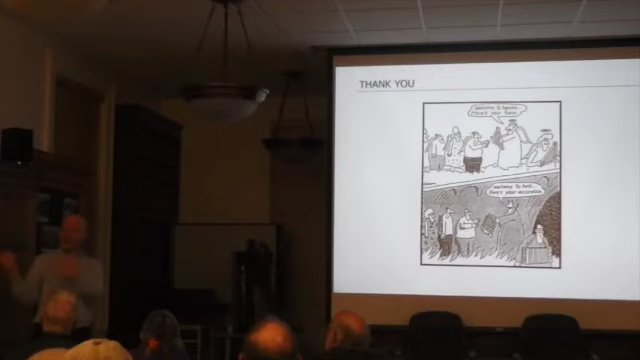 THANK YOU
Welcome to heaven...
Here's your harp.
Welcome to hell...
Here's your accordion.